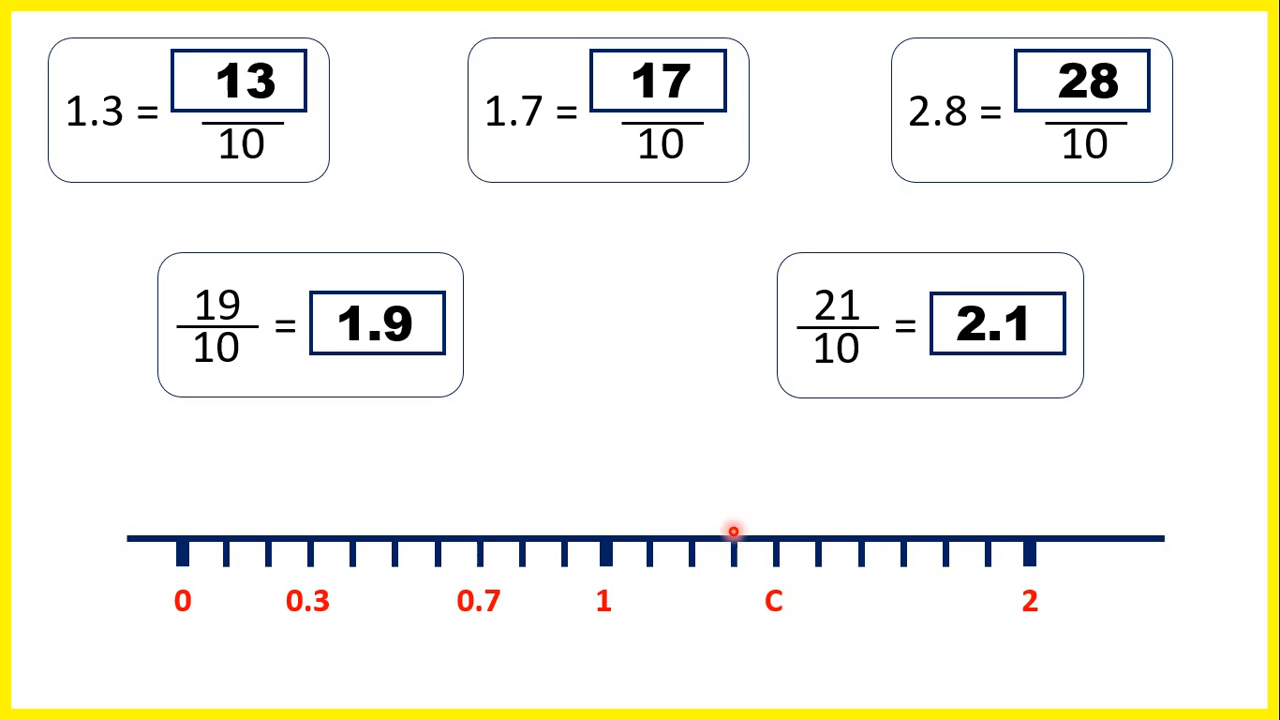 1.3 = 13/10
1.7 = 17/10
2.8 = 28/10
19/10 = 1.9
21/10 = 2.1
0 0.3 0.7 1 C 2